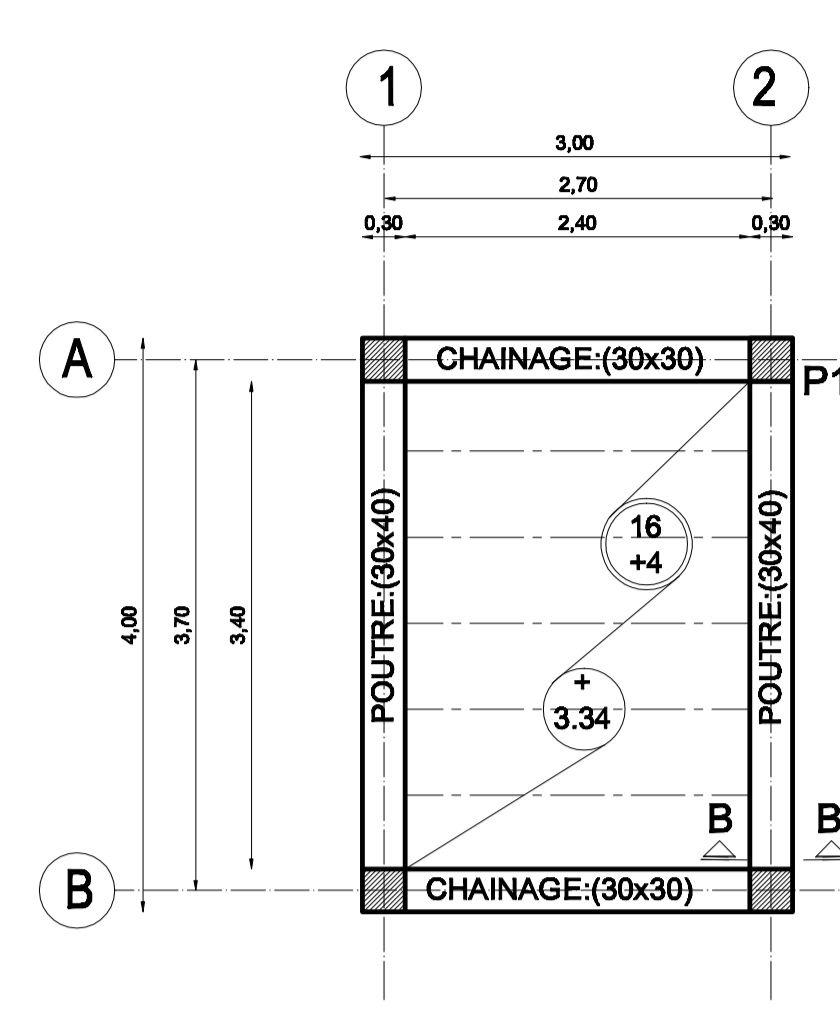 1
2
3,00
2,70
0,30
2,40
0,30
A
CHAINAGE:(30x30)
P1
4,00
3,70
3,40
POUTRE:(30x40)
16
+4
POUTRE:(30x40)
+
3.34
B
B
B
CHAINAGE:(30x30)